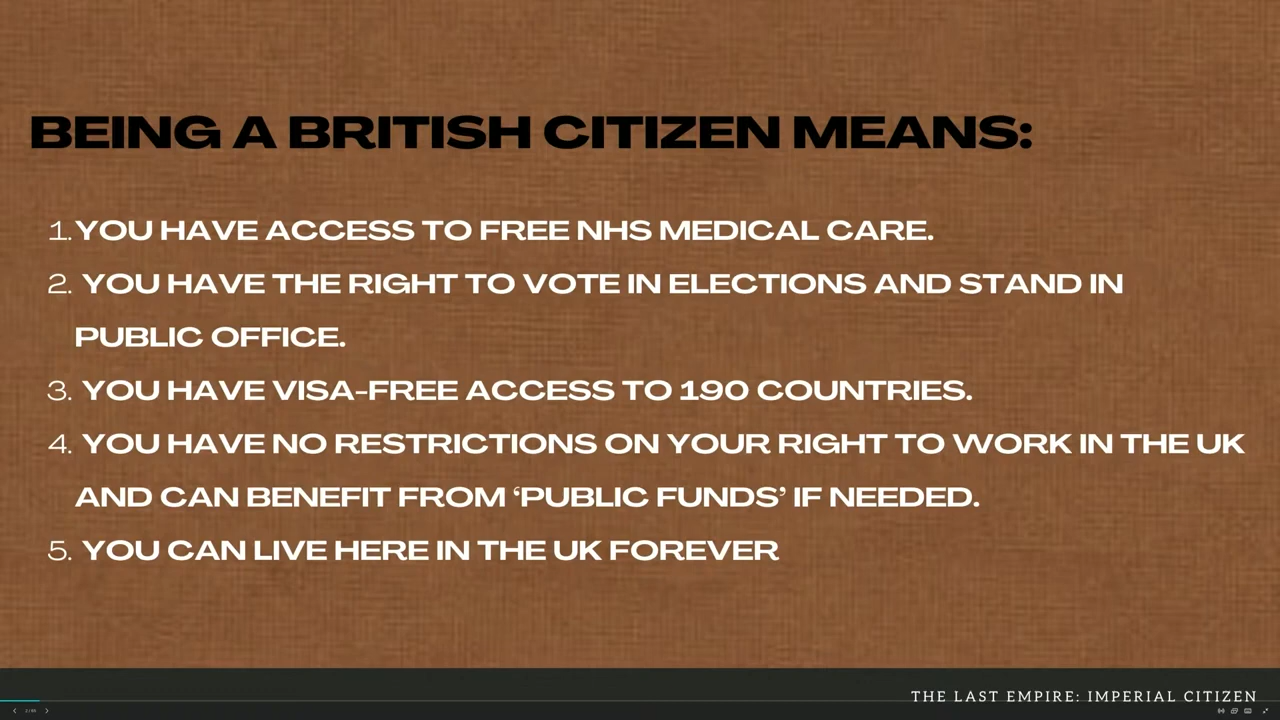 BEING A BRITISH CITIZEN MEANS:
1. YOU HAVE ACCESS TO FREE NHS MEDICAL CARE.
2. YOU HAVE THE RIGHT TO VOTE IN ELECTIONS AND STAND IN
PUBLIC OFFICE.
3. YOU HAVE VISA-FREE ACCESS TO 190 COUNTRIES.
4. YOU HAVE NO RESTRICTIONS ON YOUR RIGHT TO WORK IN THE UK
AND CAN BENEFIT FROM ‘PUBLIC FUNDS’ IF NEEDED.
5. YOU CAN LIVE HERE IN THE UK FOREVER
THE LAST EMPIRE: IMPERIAL CITIZEN